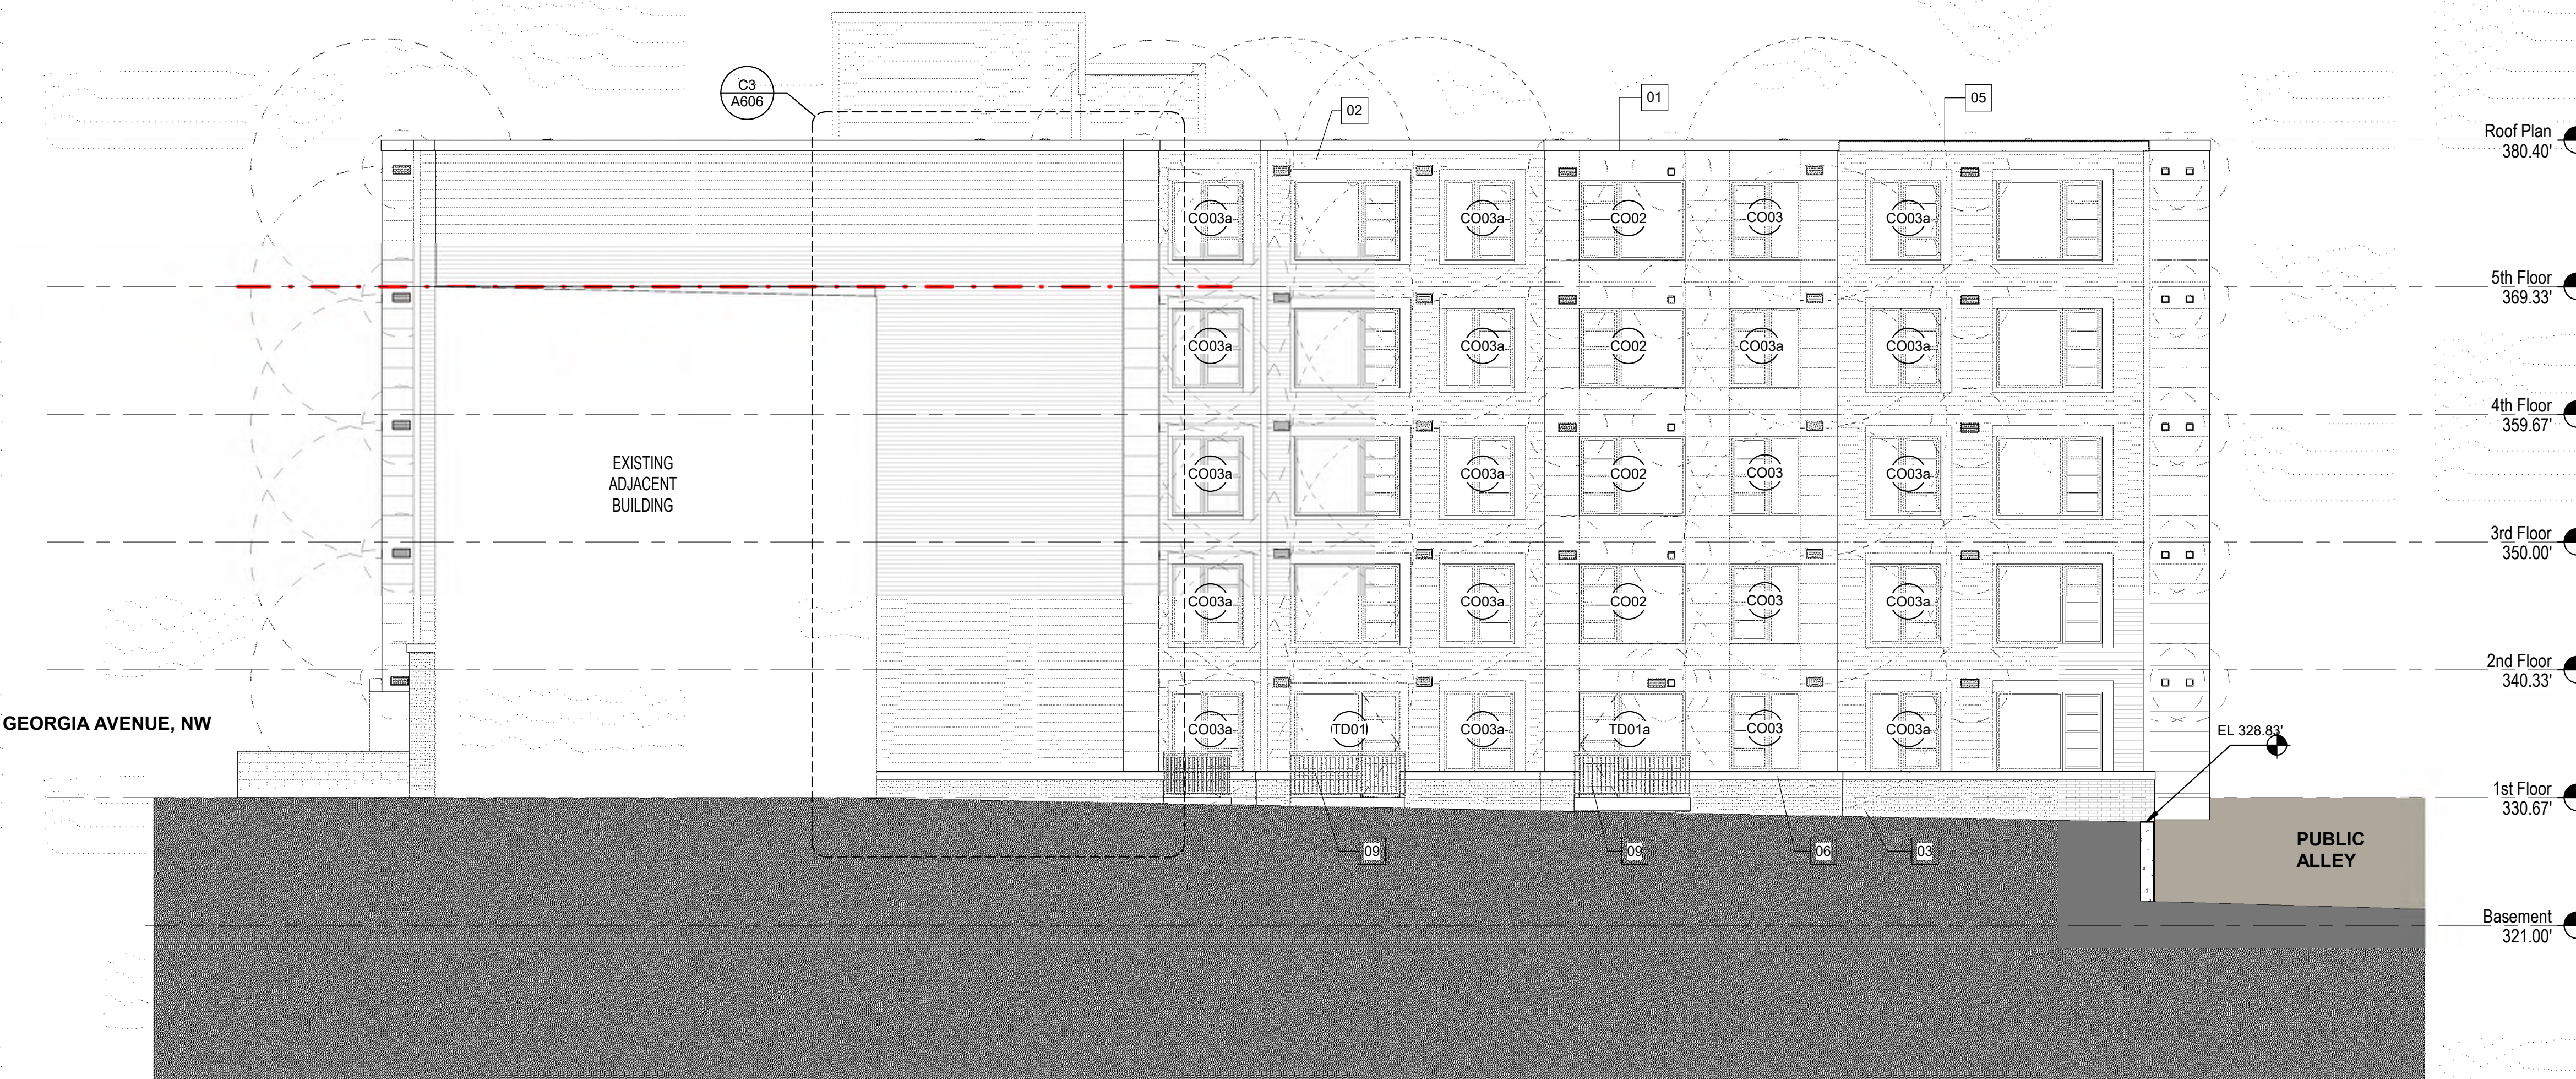 C3
A606
02
01
05
Roof Plan
380.40'
CO03a
CO03a
CO02
CO03
CO03a
5th Floor
369.33'
CO03a
CO03a
CO02
CO03a
CO03a
4th Floor
359.67'
EXISTING
ADJACENT
BUILDING
CO03a
CO03a
CO02
CO03
CO03a
3rd Floor
350.00'
CO03a
CO03a
CO02
CO03
CO03a
2nd Floor
340.33'
GEORGIA AVENUE, NW
CO03a
TD01
CO03a
TD01a
CO03
CO03a
EL 328.83'
1st Floor
330.67'
09
09
06
03
PUBLIC
ALLEY
Basement
321.00'